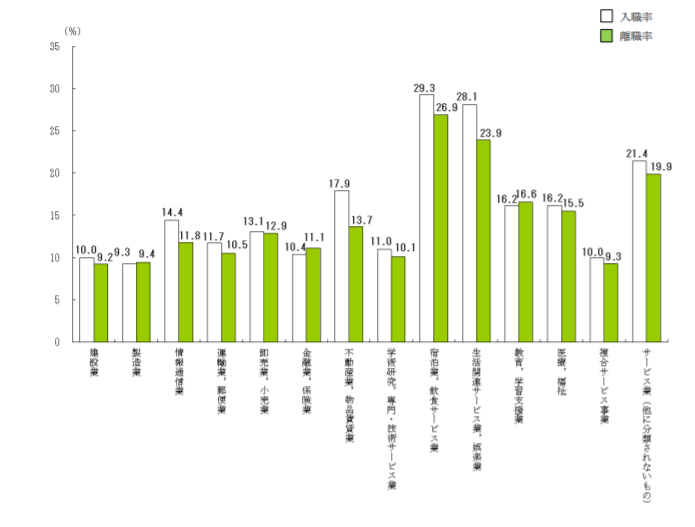 (%)
入職率
離職率
35
30
25
20
15
10
5
0
10.0
9.2
9.3
9.4
14.4
11.8
11.7
10.5
13.1
12.9
10.4
11.1
17.9
13.7
11.0
10.1
29.3
26.9
28.1
23.9
16.2
16.6
16.2
15.5
10.0
9.3
21.4
19.9
建設業
製造業
情報通信業
運輸業，郵便業
卸売業，小売業
金融業，保険業
不動産業，物品賃貸業
学術研究，専門・技術サービス業
宿泊業，飲食サービス業
生活関連サービス業，娯楽業
教育，学習支援業
医療，福祉
複合サービス事業
サービス業（他に分類されないもの）